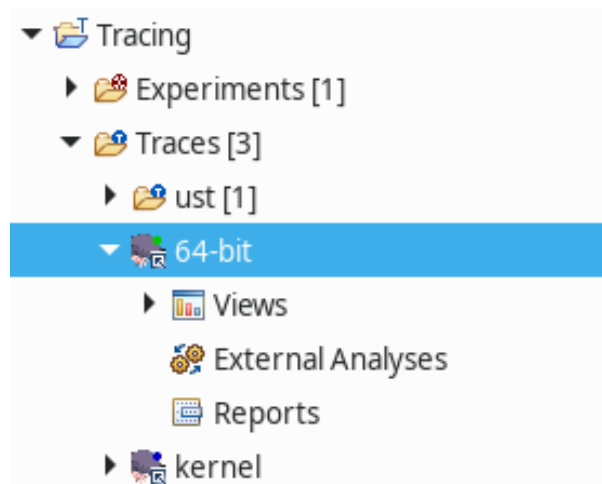 Tracing
Experiments [1]
Traces [3]
ust [1]
64-bit
Views
External Analyses
Reports
kernel